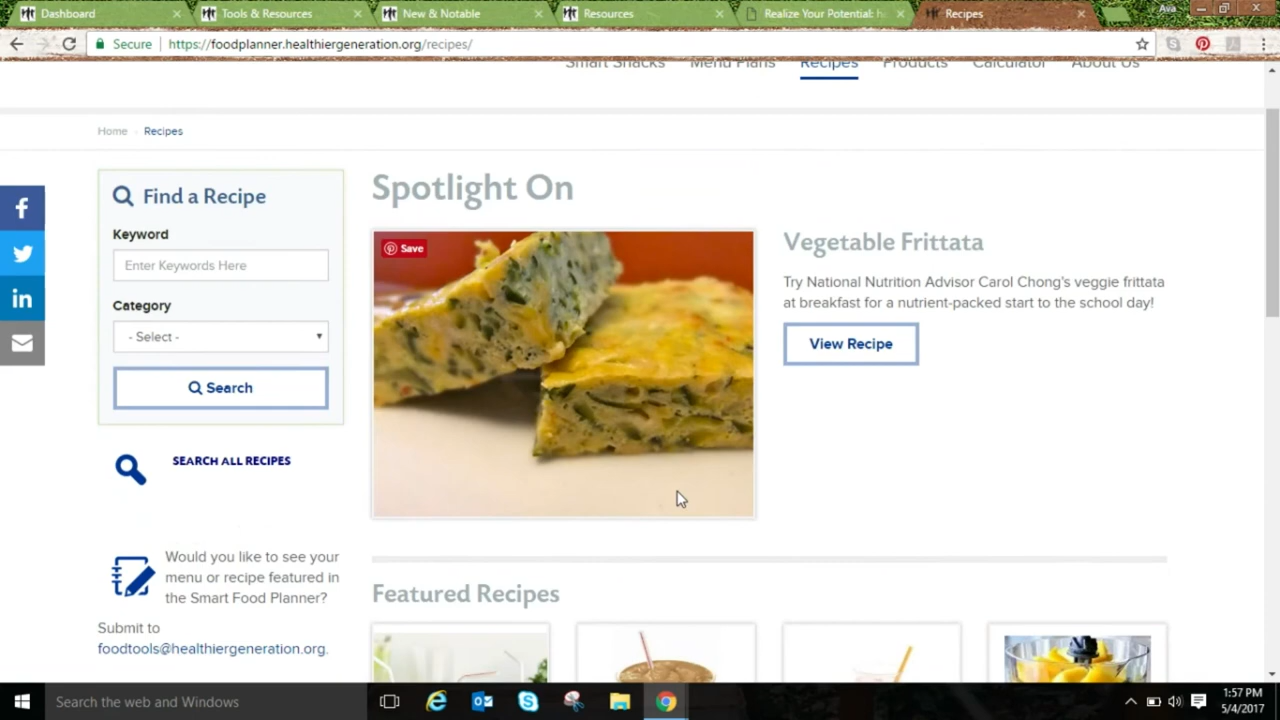 Dashboard
Tools & Resources
New & Notable
Resources
Realize Your Potential: h
Recipes
Ava
Secure
https://foodplanner.healthiergeneration.org/recipes/
Smart Snacks
Menu Plans
Recipes
Products
Calculator
About Us
Home
Recipes
Find a Recipe
Keyword
Enter Keywords Here
Category
- Select -
Search
SEARCH ALL RECIPES
Would you like to see your
menu or recipe featured in
the Smart Food Planner?
Submit to
foodtools@healthiergeneration.org.
Spotlight On
Save
Vegetable Frittata
Try National Nutrition Advisor Carol Chong's veggie frittata
at breakfast for a nutrient-packed start to the school day!
View Recipe
Featured Recipes
Search the web and Windows
1:57 PM
5/4/2017